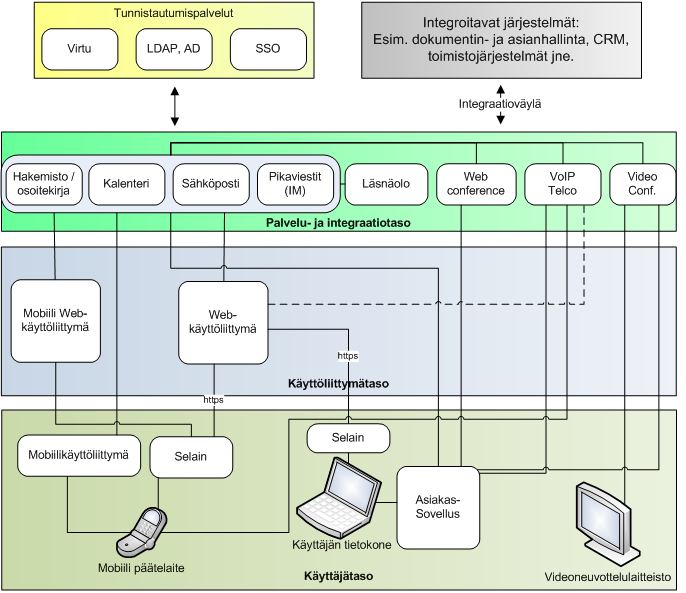 Tunnistautumispalvelut
Virtu
LDAP, AD
SSO
Integroitavat järjestelmät:
Esim. dokumentin- ja asianhallinta, CRM,
toimistojärjestelmät jne.
Integraatioväylä
Hakemisto /
osoitekirja
Kalenteri
Sähköposti
Pikaviestit
(IM)
Läsnäolo
Web
conference
VoIP
Telco
Video
Conf.
Palvelu- ja integraatiotaso
Mobiili Web-
käyttöliittymä
Web-
käyttöliittymä
https
Käyttöliittymätaso
https
Mobiilikäyttöliittymä
Selain
Selain
Asiakas-
Sovellus
Käyttäjän tietokone
Mobiili päätelaite
Käyttäjätaso
Videoneuvottelulaitteisto